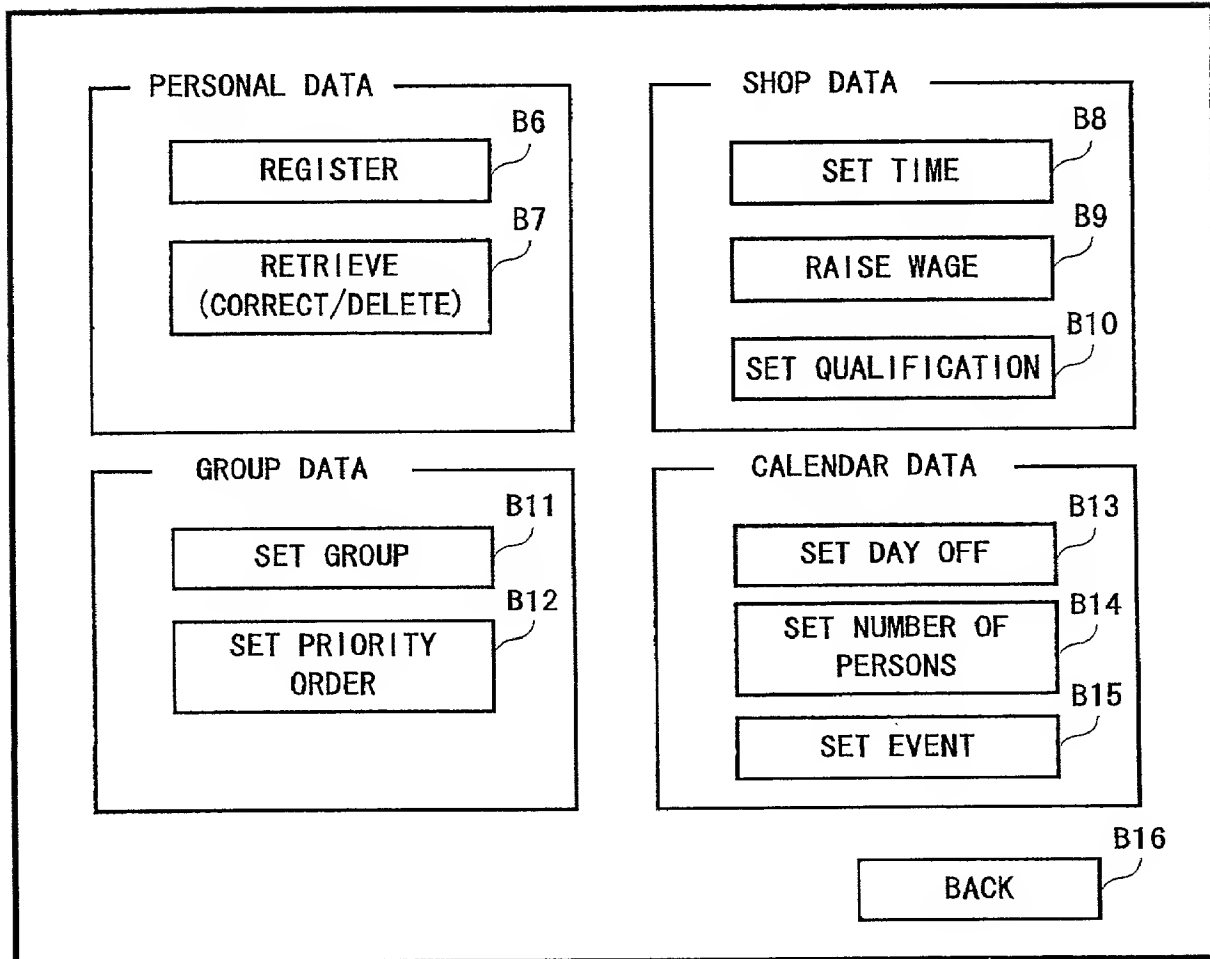 PERSONAL DATA
B6
REGISTER
B7
RETRIEVE
(CORRECT/DELETE)
SHOP DATA
B8
SET TIME
B9
RAISE WAGE
B10
SET QUALIFICATION
GROUP DATA
B11
SET GROUP
B12
SET PRIORITY
ORDER
CALENDAR DATA
B13
SET DAY OFF
B14
SET NUMBER OF
PERSONS
B15
SET EVENT
B16
BACK